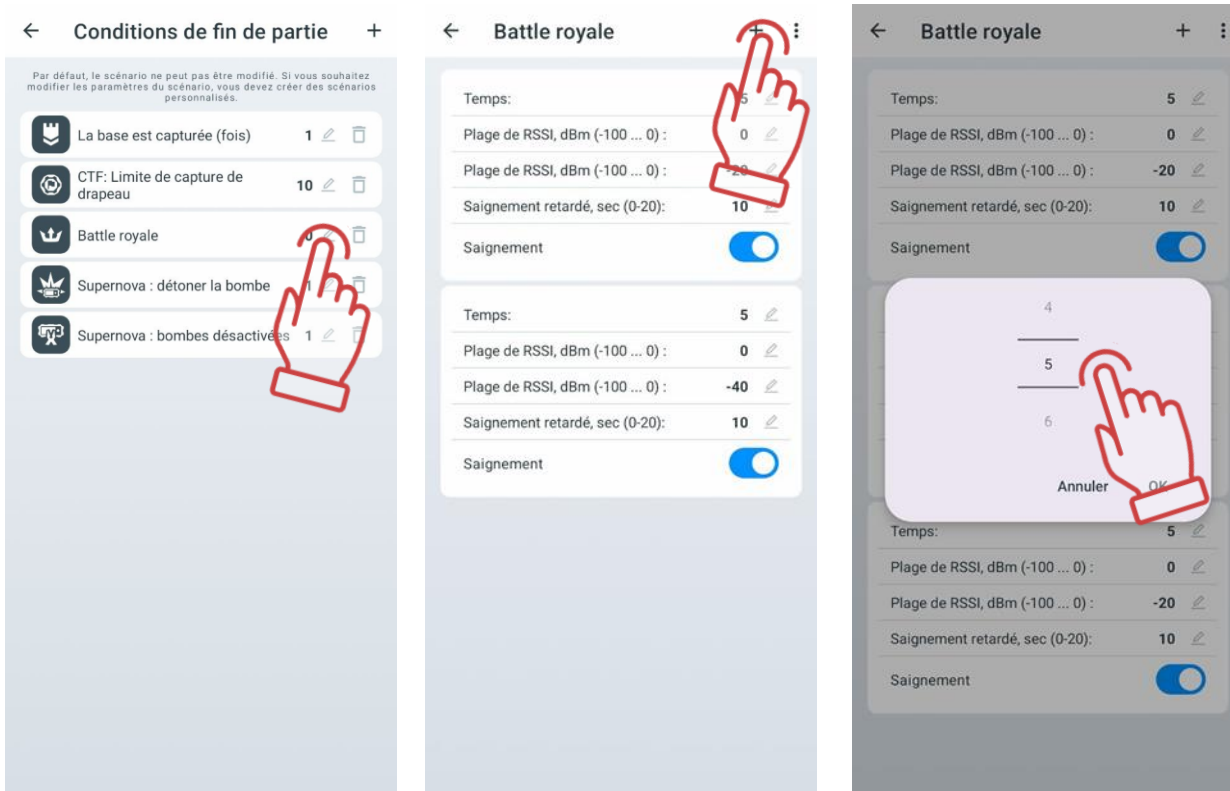 Conditions de fin de partie
Par défaut, le scénario ne peut pas être modifié. Si vous souhaitez
modifier les paramètres du scénario, vous devez créer des scénarios
personnalisés.
La base est capturée (fois) 1
CTF: Limite de capture de
drapeau 10
Battle royale 0
Supernova : détoner la bombe 1
Supernova : bombes désactivées 1
Battle royale
Temps: 5
Plage de RSSI, dBm (-100 ... 0) : 0
Plage de RSSI, dBm (-100 ... 0) : -20
Saignement retardé, sec (0-20): 10
Saignement
Temps: 5
Plage de RSSI, dBm (-100 ... 0) : 0
Plage de RSSI, dBm (-100 ... 0) : -40
Saignement retardé, sec (0-20): 10
Saignement
Battle royale
Temps: 5
Plage de RSSI, dBm (-100 ... 0) : 0
Plage de RSSI, dBm (-100 ... 0) : -20
Saignement retardé, sec (0-20): 10
Saignement
4
5
6
Annuler OK
Temps: 5
Plage de RSSI, dBm (-100 ... 0) : 0
Plage de RSSI, dBm (-100 ... 0) : -20
Saignement retardé, sec (0-20): 10
Saignement